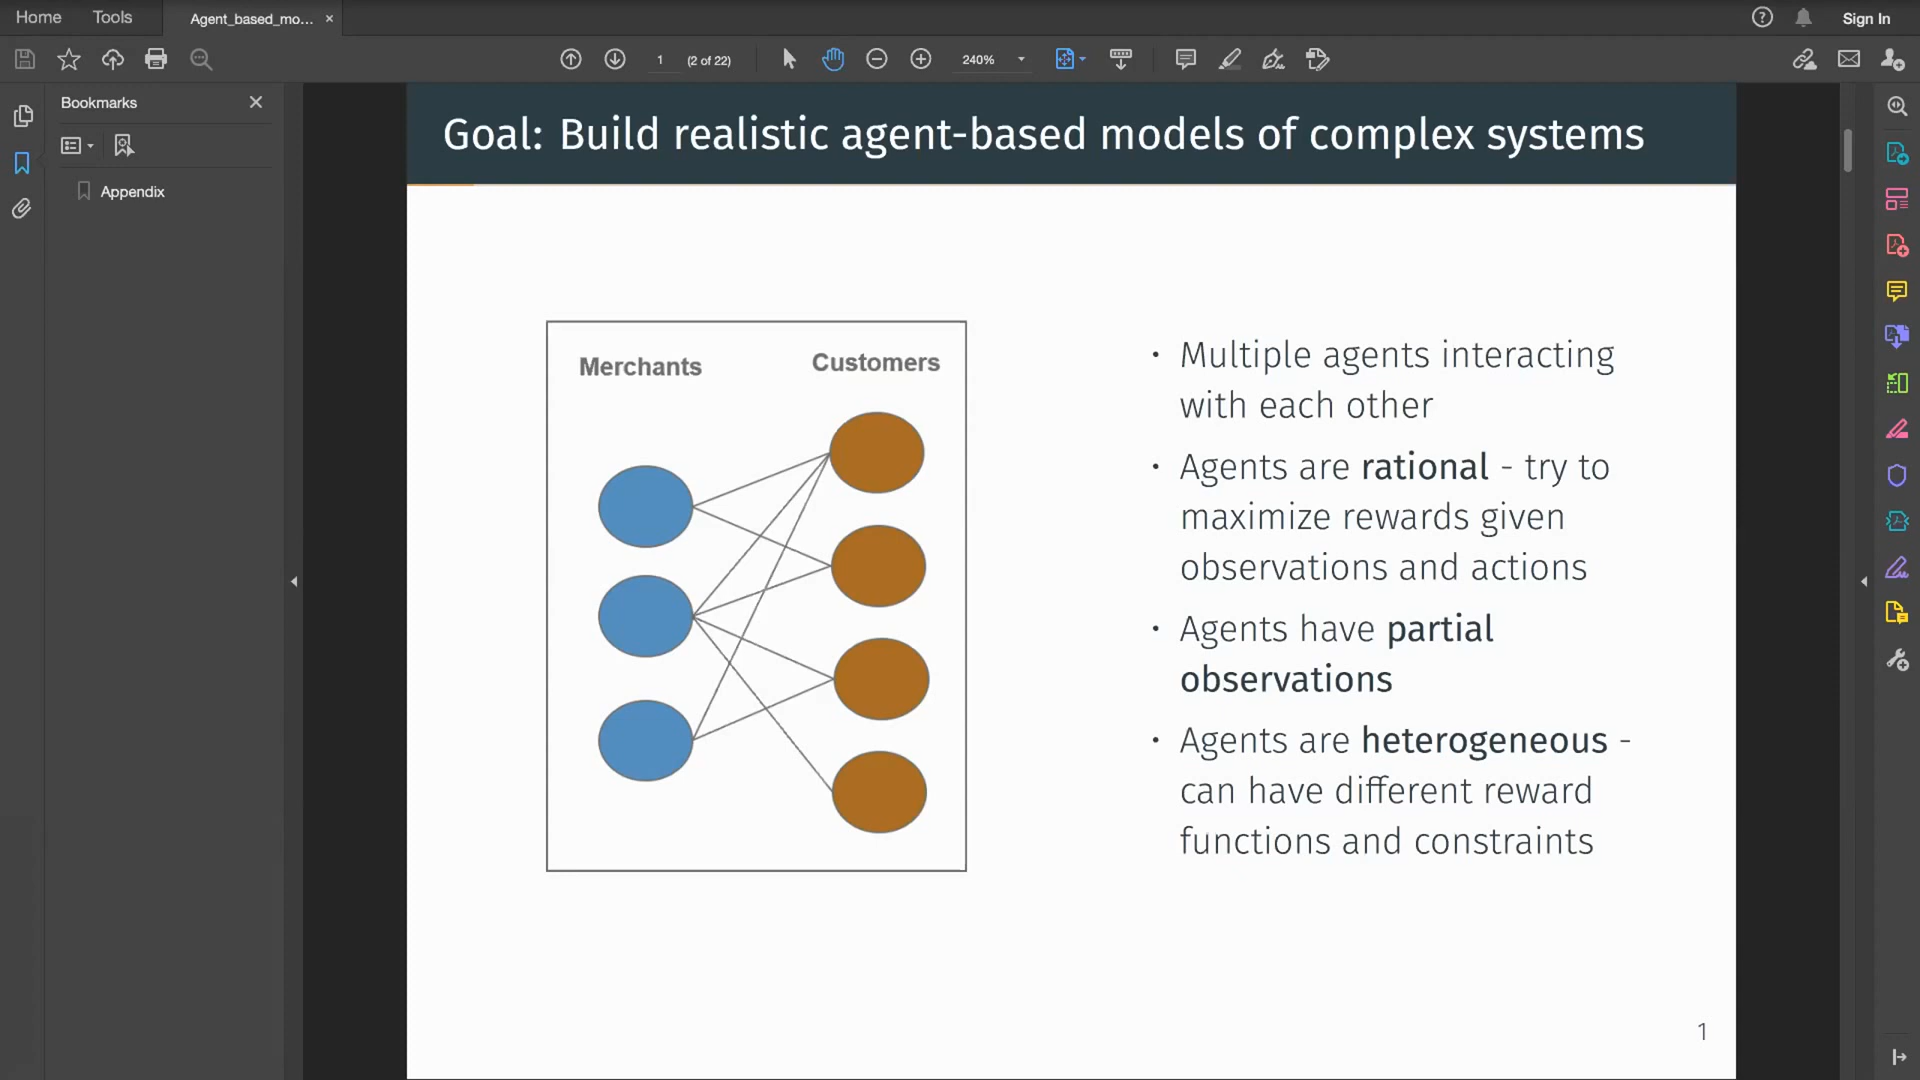 Home
Tools
Agent_based_mo... ×
Sign In
1
(2 of 22)
240%
Bookmarks
Appendix
Goal: Build realistic agent-based models of complex systems
Merchants
Customers
• Multiple agents interacting
with each other
• Agents are rational - try to
maximize rewards given
observations and actions
• Agents have partial
observations
• Agents are heterogeneous -
can have different reward
functions and constraints
1